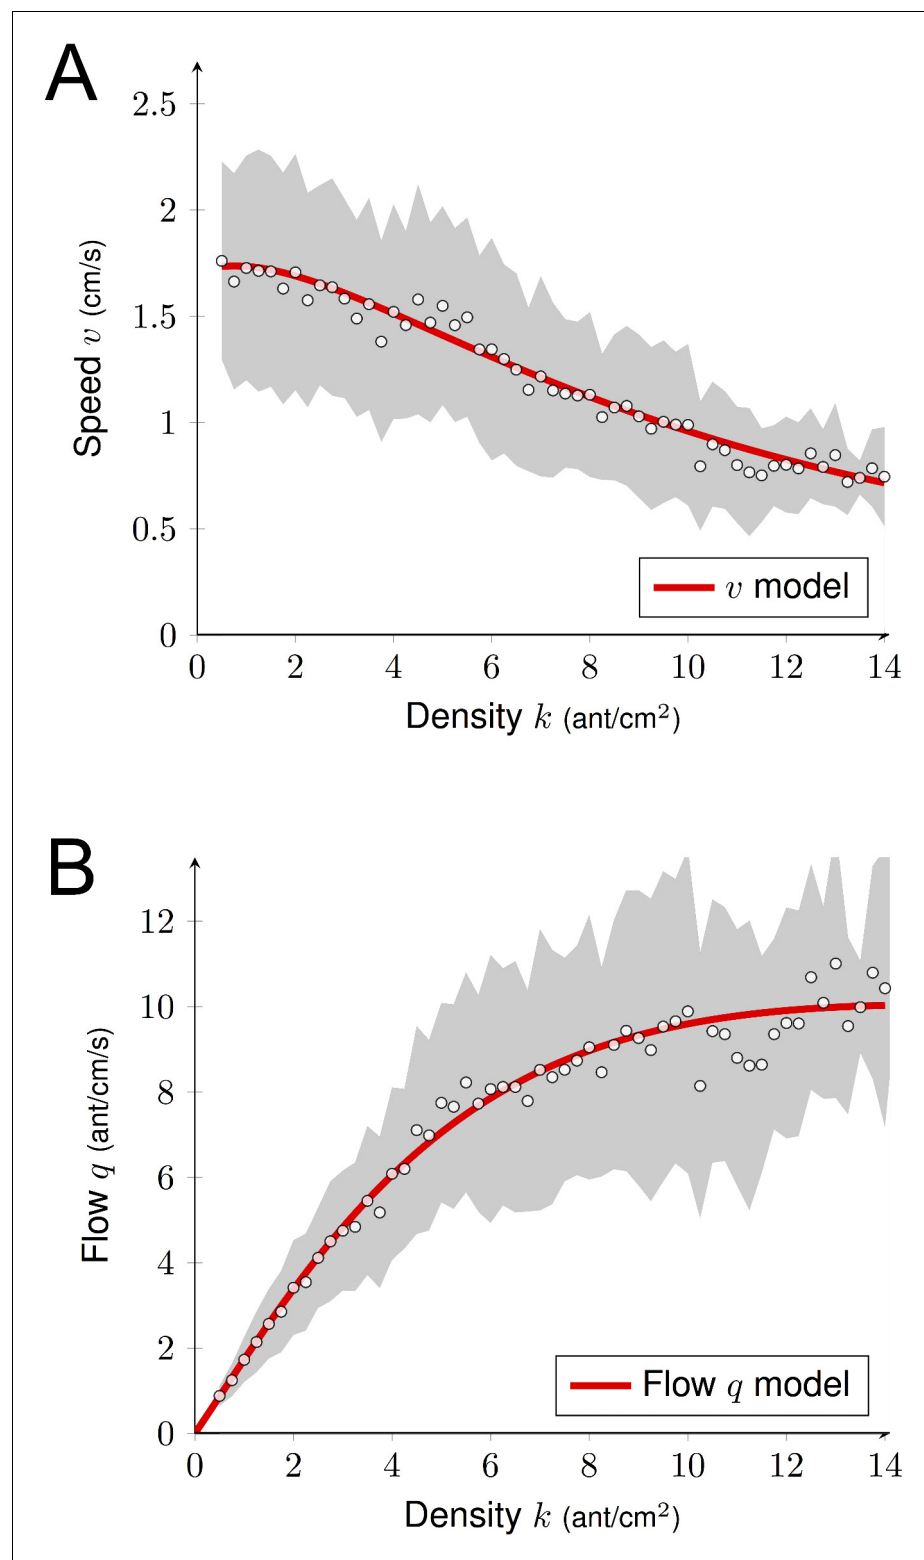 A
2.5
2
1.5
1
0.5
0
Speed v (cm/s)
v model
0 2 4 6 8 10 12 14
Density k (ant/cm²)
B
12
10
8
6
4
2
0
Flow q (ant/cm/s)
Flow q model
0 2 4 6 8 10 12 14
Density k (ant/cm²)